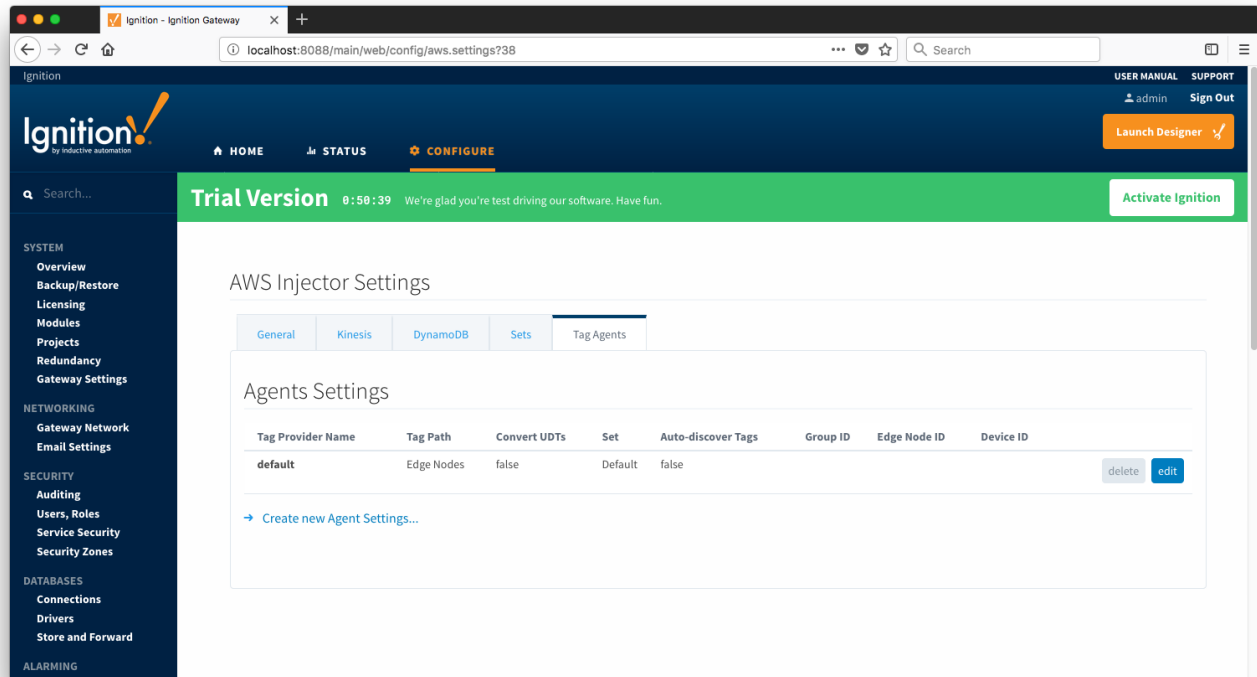 Ignition - Ignition Gateway
localhost:8088/main/web/config/aws.settings?38
Search
Ignition
USER MANUAL SUPPORT
admin Sign Out
Ignition!
by inductive automation
Launch Designer
HOME STATUS CONFIGURE
Search...
Trial Version 0:50:39 We're glad you're test driving our software. Have fun.
Activate Ignition
SYSTEM
Overview
Backup/Restore
Licensing
Modules
Projects
Redundancy
Gateway Settings
NETWORKING
Gateway Network
Email Settings
SECURITY
Auditing
Users, Roles
Service Security
Security Zones
DATABASES
Connections
Drivers
Store and Forward
ALARMING
AWS Injector Settings
General Kinesis DynamoDB Sets Tag Agents
Agents Settings
Tag Provider Name Tag Path Convert UDTs Set Auto-discover Tags Group ID Edge Node ID Device ID
default Edge Nodes false Default false
delete edit
Create new Agent Settings...